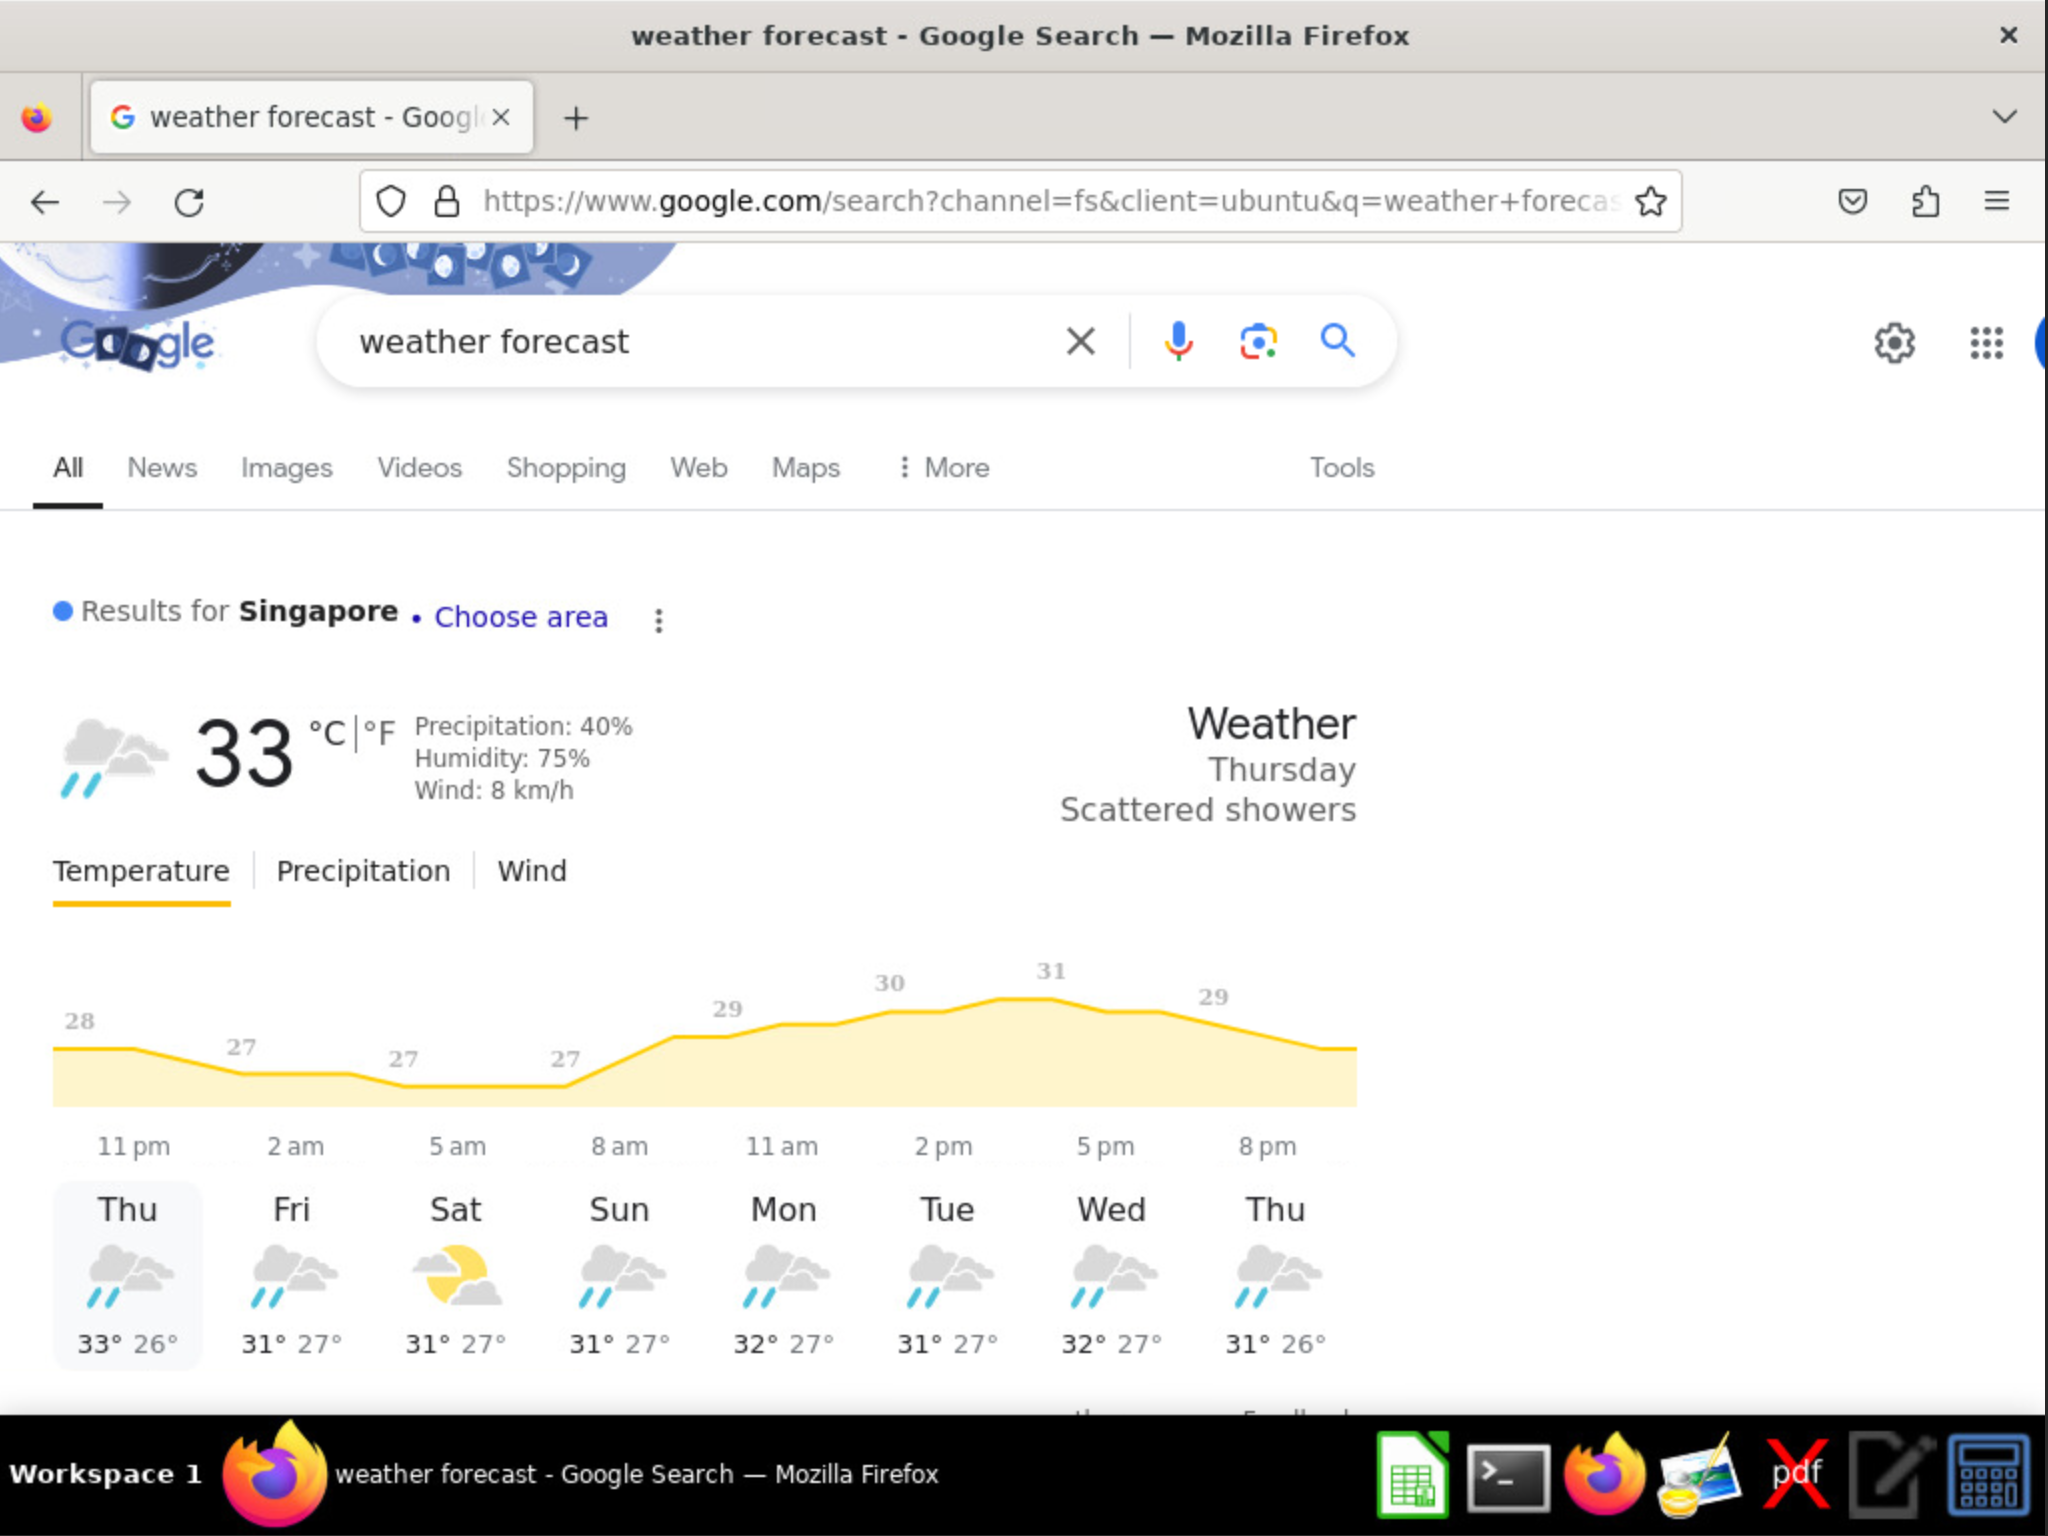 weather forecast - Google Search — Mozilla Firefox
weather forecast - Googl
https://www.google.com/search?channel=fs&client=ubuntu&q=weather+forecas
Google
weather forecast
All News Images Videos Shopping Web Maps More Tools
Results for Singapore • Choose area
33 °C|°F
Precipitation: 40%
Humidity: 75%
Wind: 8 km/h
Weather
Thursday
Scattered showers
Temperature Precipitation Wind
28 27 27 27 29 30 31 29
11 pm 2 am 5 am 8 am 11 am 2 pm 5 pm 8 pm
Thu Fri Sat Sun Mon Tue Wed Thu
33° 26° 31° 27° 31° 27° 31° 27° 32° 27° 31° 27° 32° 27° 31° 26°
Workspace 1 weather forecast - Google Search — Mozilla Firefox
pdf